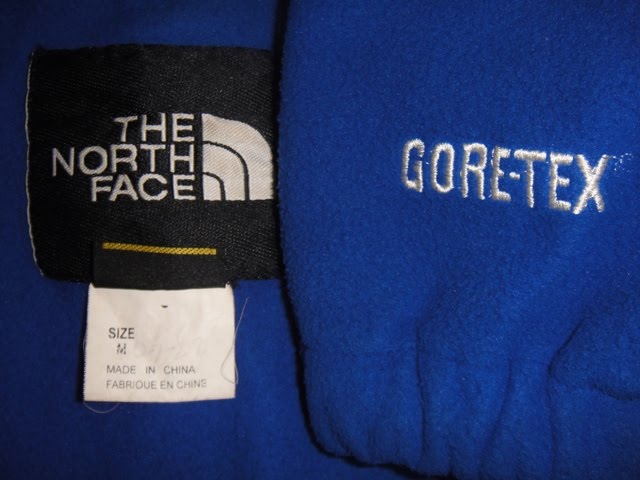 THE
NORTH
FACE
GORE-TEX
SIZE
M
MADE IN CHINA
FABRIQUE EN CHINE